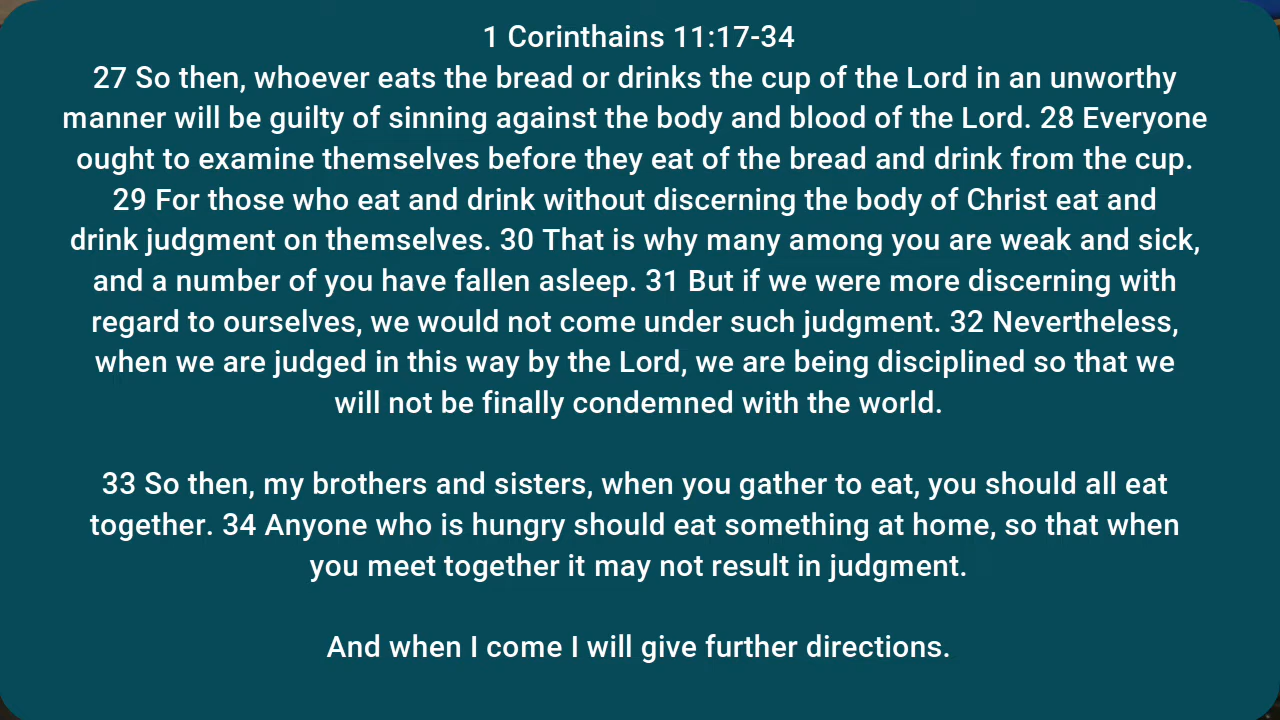 1 Corinthains 11:17-34
27 So then, whoever eats the bread or drinks the cup of the Lord in an unworthy
manner will be guilty of sinning against the body and blood of the Lord. 28 Everyone
ought to examine themselves before they eat of the bread and drink from the cup.
29 For those who eat and drink without discerning the body of Christ eat and
drink judgment on themselves. 30 That is why many among you are weak and sick,
and a number of you have fallen asleep. 31 But if we were more discerning with
regard to ourselves, we would not come under such judgment. 32 Nevertheless,
when we are judged in this way by the Lord, we are being disciplined so that we
will not be finally condemned with the world.
33 So then, my brothers and sisters, when you gather to eat, you should all eat
together. 34 Anyone who is hungry should eat something at home, so that when
you meet together it may not result in judgment.
And when I come I will give further directions.